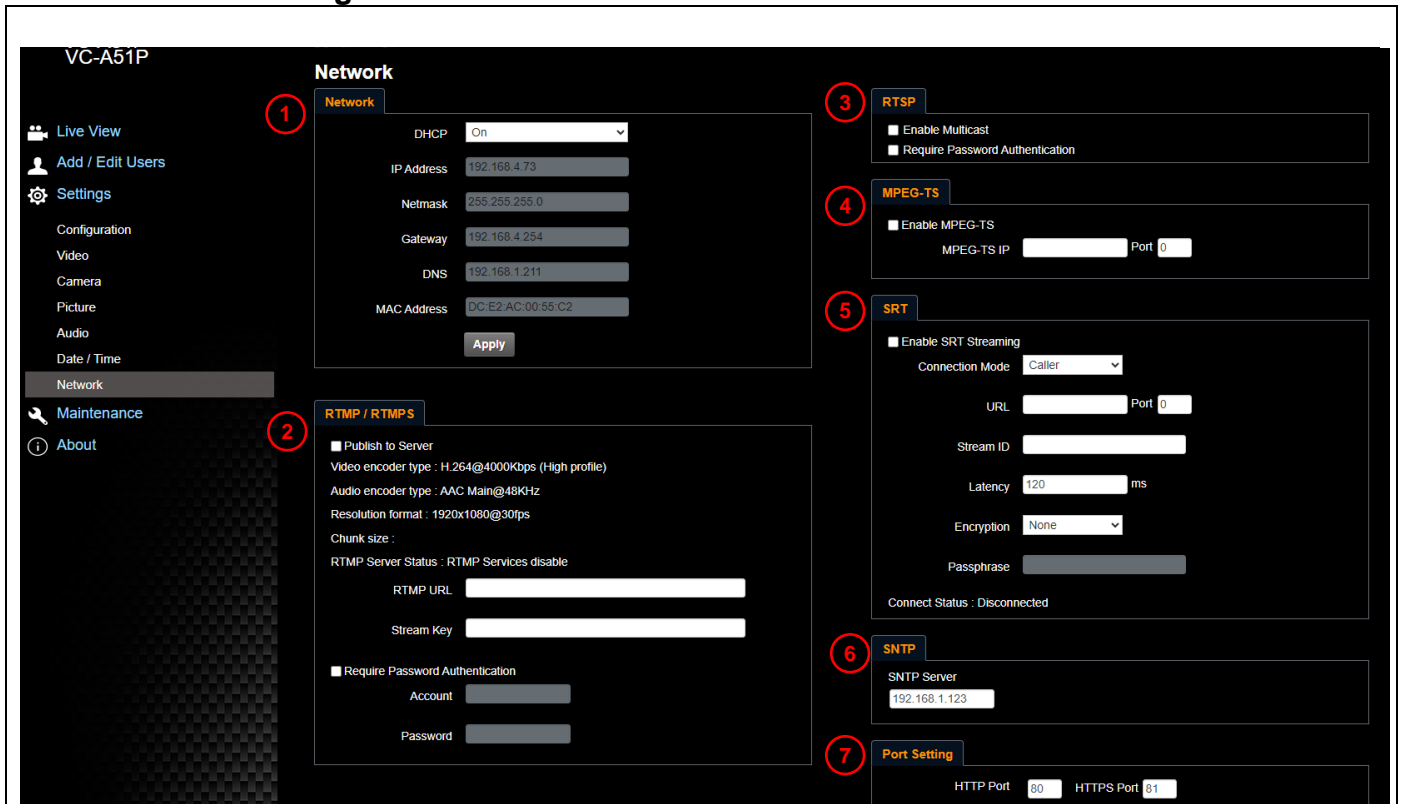 VC-A51P
Live View
Add / Edit Users
Settings
Configuration
Video
Camera
Picture
Audio
Date / Time
Network
Maintenance
About
Network
1
Network
DHCP On
IP Address 192.168.4.73
Netmask 255.255.255.0
Gateway 192.168.4.254
DNS 192.168.1.211
MAC Address DC:E2:AC:00:55:C2
Apply
2
RTMP / RTMPS
Publish to Server
Video encoder type : H.264@4000Kbps (High profile)
Audio encoder type : AAC Main@48KHz
Resolution format : 1920x1080@30fps
Chunk size :
RTMP Server Status : RTMP Services disable
RTMP URL
Stream Key
Require Password Authentication
Account
Password
3
RTSP
Enable Multicast
Require Password Authentication
4
MPEG-TS
Enable MPEG-TS
MPEG-TS IP Port 0
5
SRT
Enable SRT Streaming
Connection Mode Caller
URL Port 0
Stream ID
Latency 120 ms
Encryption None
Passphrase
Connect Status : Disconnected
6
SNTP
SNTP Server
192.168.1.123
7
Port Setting
HTTP Port 80 HTTPS Port 81